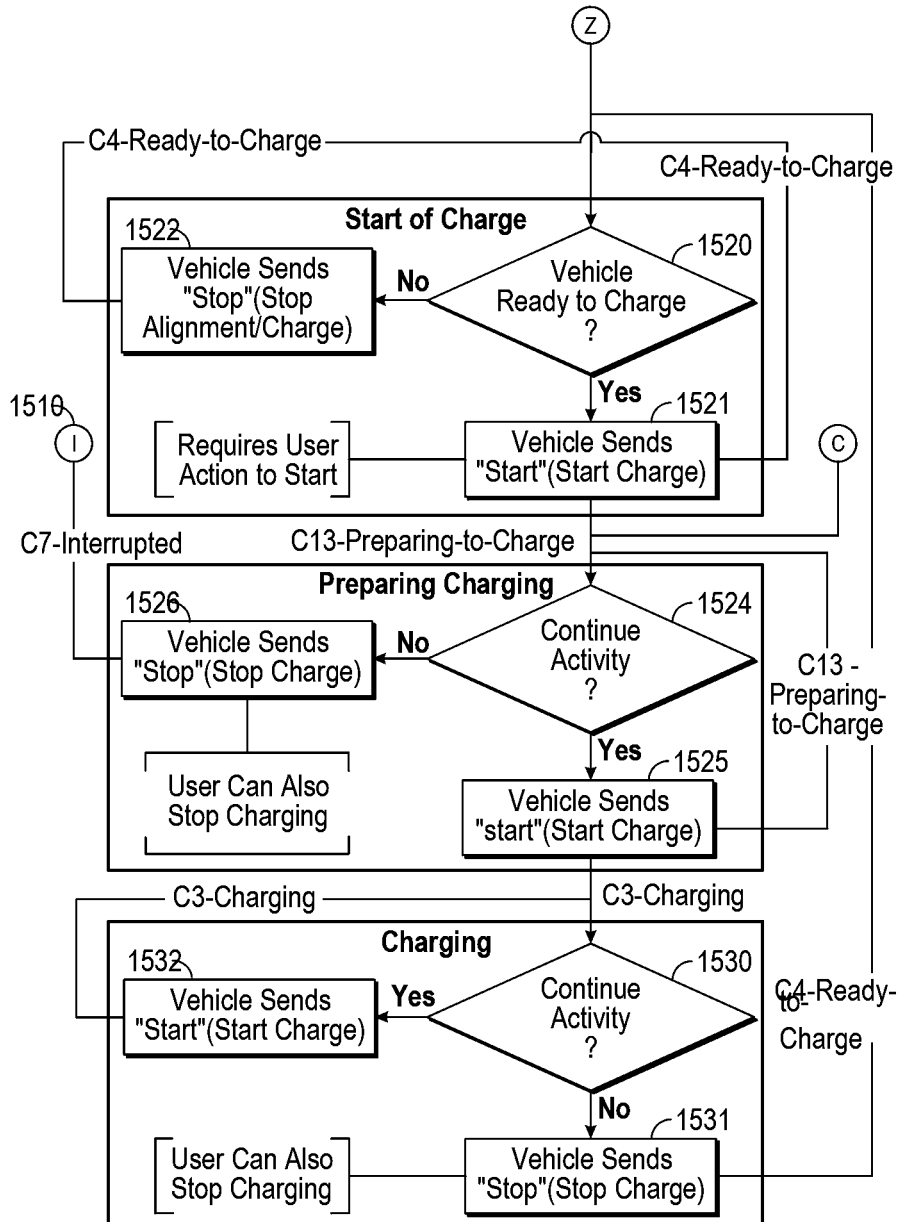 Z
C4-Ready-to-Charge
C4-Ready-to-Charge
Start of Charge
1522
Vehicle Sends
"Stop"(Stop
Alignment/Charge)
No
1520
Vehicle
Ready to Charge
?
Yes
1510
I
Requires User
Action to Start
1521
Vehicle Sends
"Start"(Start Charge)
C
C7-Interrupted
C13-Preparing-to-Charge
Preparing Charging
1526
Vehicle Sends
"Stop"(Stop Charge)
No
1524
Continue
Activity
?
C13 -
Preparing-
to-Charge
Yes
User Can Also
Stop Charging
1525
Vehicle Sends
"start"(Start Charge)
C3-Charging
C3-Charging
Charging
1532
Vehicle Sends
"Start"(Start Charge)
Yes
1530
Continue
Activity
?
C4-Ready-
to-
Charge
No
User Can Also
Stop Charging
1531
Vehicle Sends
"Stop"(Stop Charge)